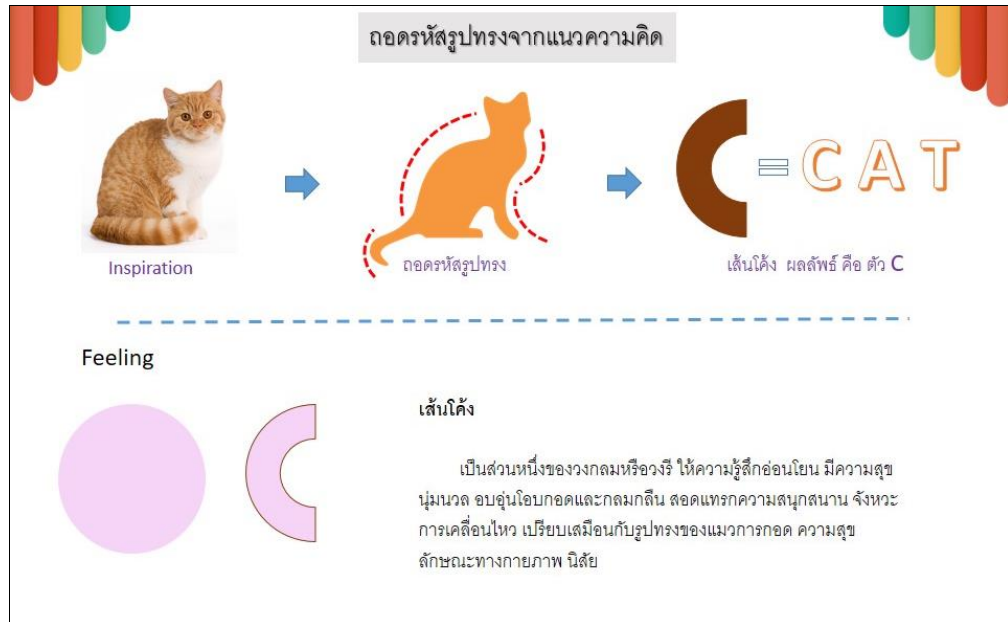 ถอดรหัสรูปทรงจากแนวความคิด
= CAT
Inspiration
ถอดรหัสรูปทรง
เส้นโค้ง ผลลัพธ์ คือ ตัว C
Feeling
เส้นโค้ง
เป็นส่วนหนึ่งของวงกลมหรือวงรี ให้ความรู้สึกอ่อนโยน มีความสุข
นุ่มนวล อบอุ่นโอบกอดและกลมกลืน สอดแทรกความสนุกสนาน จังหวะ
การเคลื่อนไหว เปรียบเสมือนกับรูปทรงของแมวการกอด ความสุข
ลักษณะทางกายภาพ นิสัย